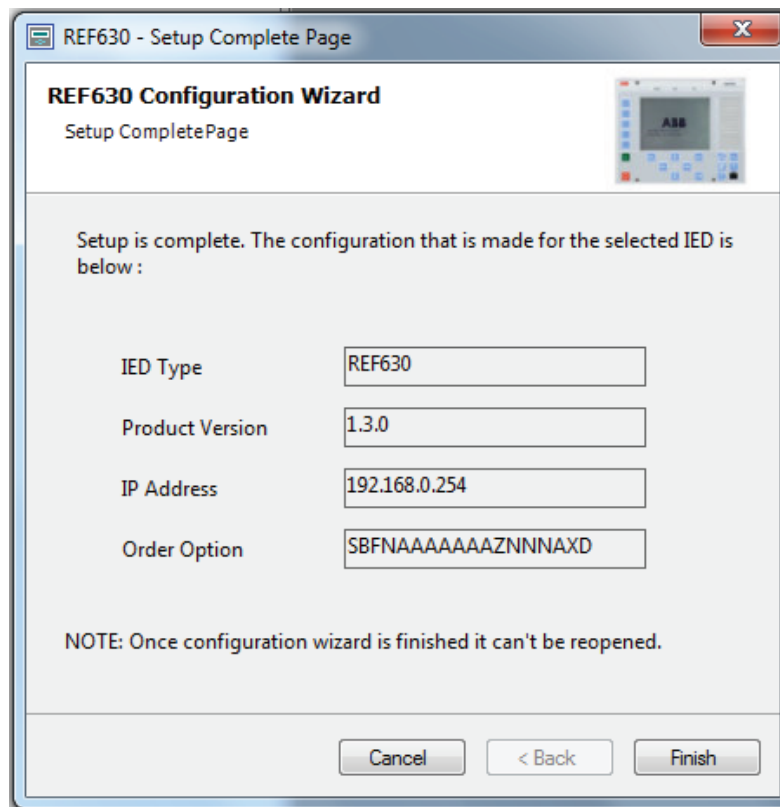 REF630 - Setup Complete Page
REF630 Configuration Wizard
Setup CompletePage
ABB
Setup is complete. The configuration that is made for the selected IED is
below :
IED Type
REF630
Product Version
1.3.0
IP Address
192.168.0.254
Order Option
SBFNAAAAAAAZNNNAXD
NOTE: Once configuration wizard is finished it can't be reopened.
Cancel
< Back
Finish